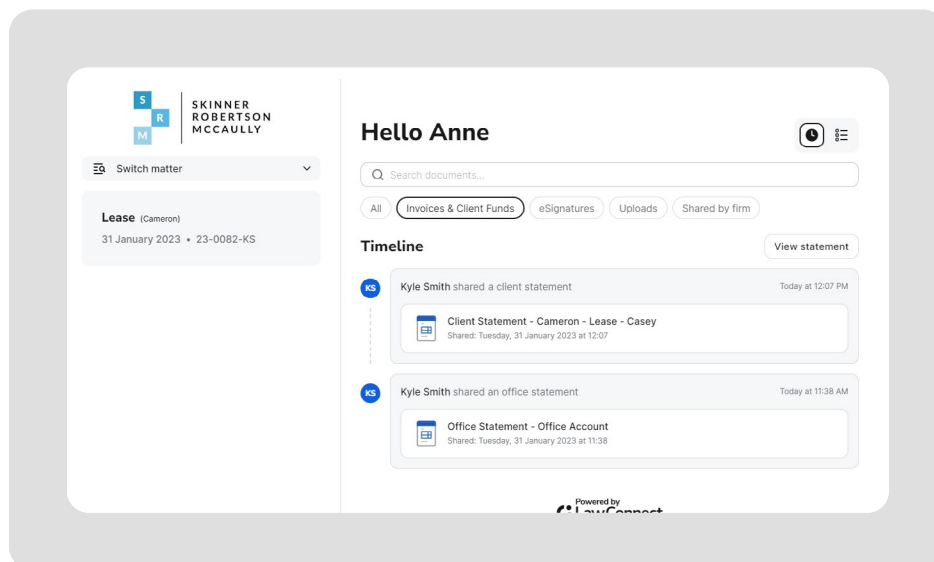 S
R
M
SKINNER
ROBERTSON
MCCAULLY
Switch matter
Lease (Cameron)
31 January 2023 • 23-0082-KS
Hello Anne
Search documents...
All
Invoices & Client Funds
eSignatures
Uploads
Shared by firm
Timeline
View statement
KS
Kyle Smith shared a client statement
Today at 12:07 PM
Client Statement - Cameron - Lease - Casey
Shared: Tuesday, 31 January 2023 at 12:07
KS
Kyle Smith shared an office statement
Today at 11:38 AM
Office Statement - Office Account
Shared: Tuesday, 31 January 2023 at 11:38
Powered by
LawConnect